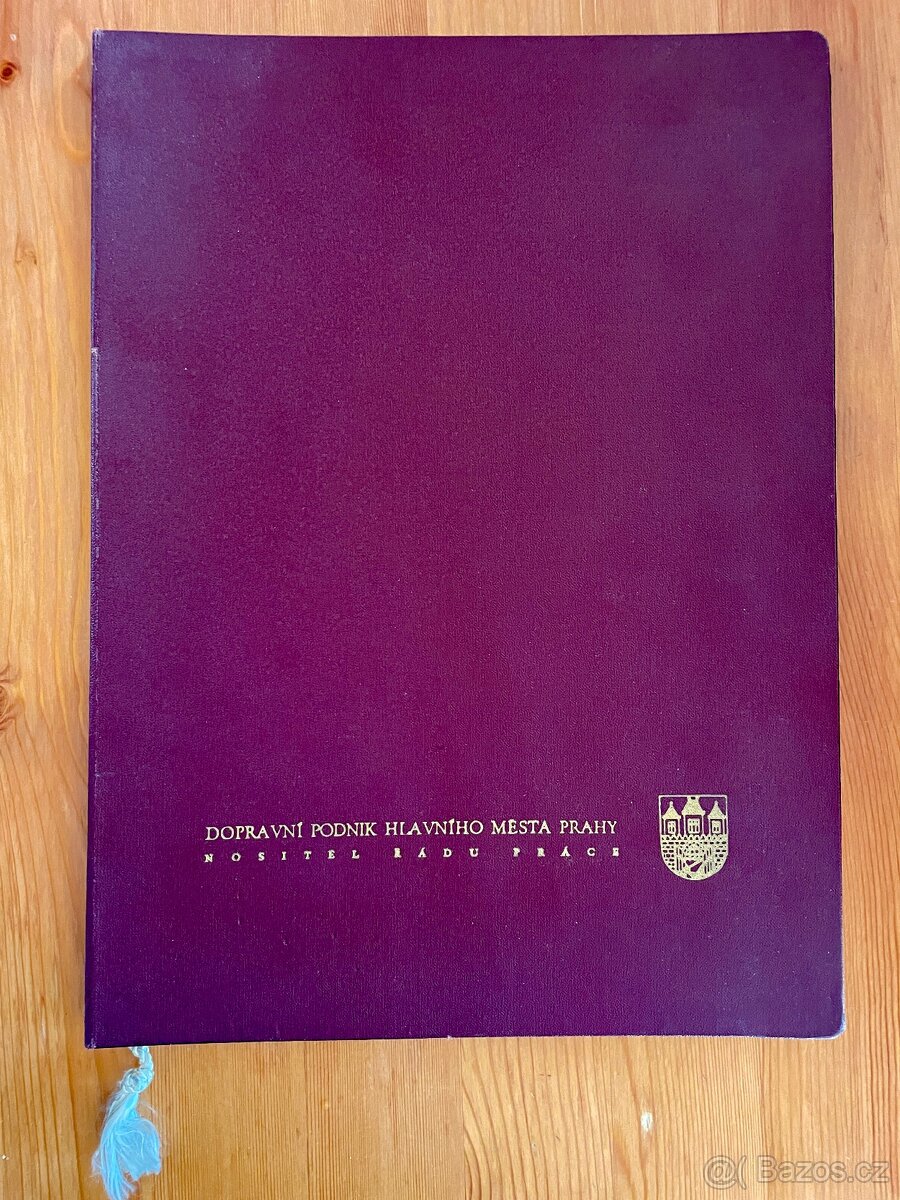 DOPRAVNÍ PODNIK HLAVNÍHO MĚSTA PRAHY
NOSITEL ŘÁDU PRÁCE
@( Bazos.cz